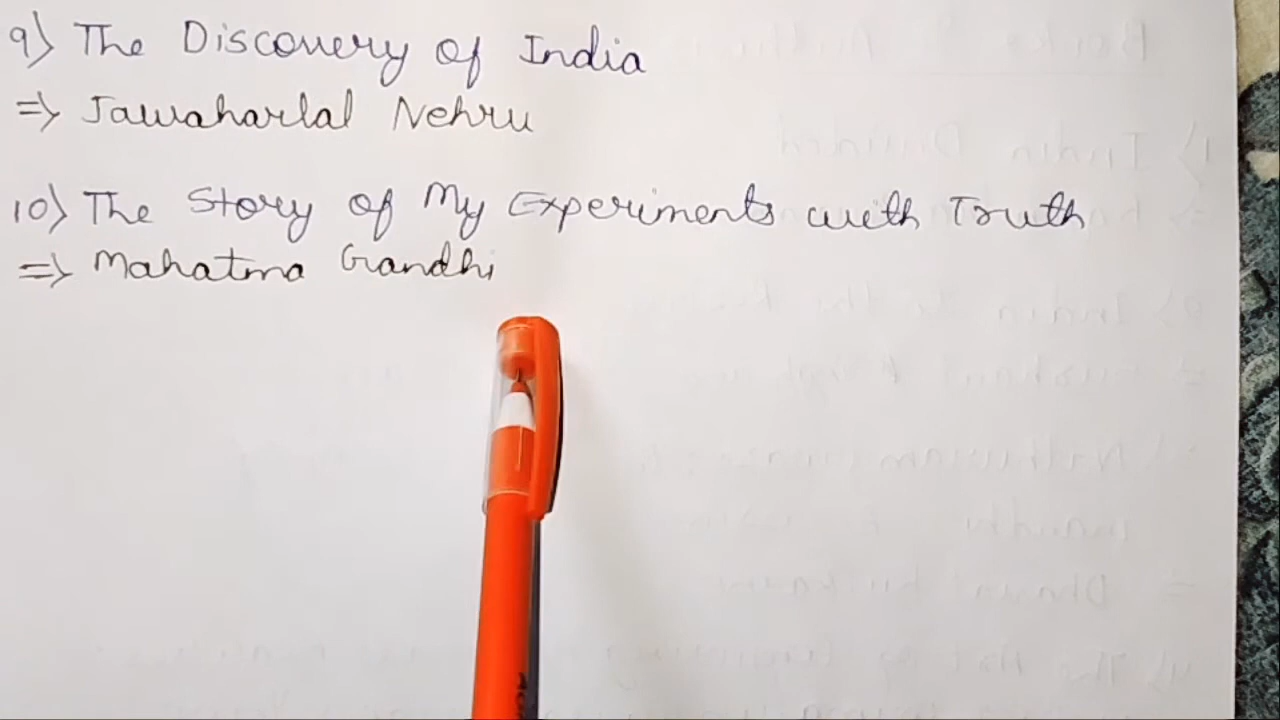 9) The Discovery of India
=> Jawaharlal Nehru
10) The Story of My Experiments with Truth
=> Mahatma Gandhi